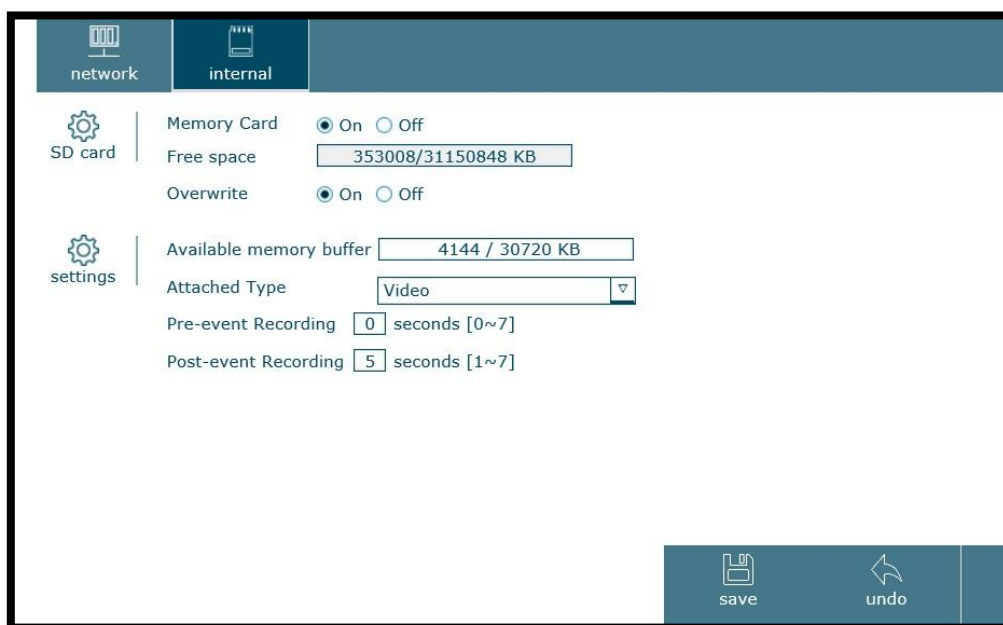 network internal
SD card
Memory Card On Off
Free space 353008/31150848 KB
Overwrite On Off
settings
Available memory buffer 4144 / 30720 KB
Attached Type Video
Pre-event Recording 0 seconds [0~7]
Post-event Recording 5 seconds [1~7]
save undo